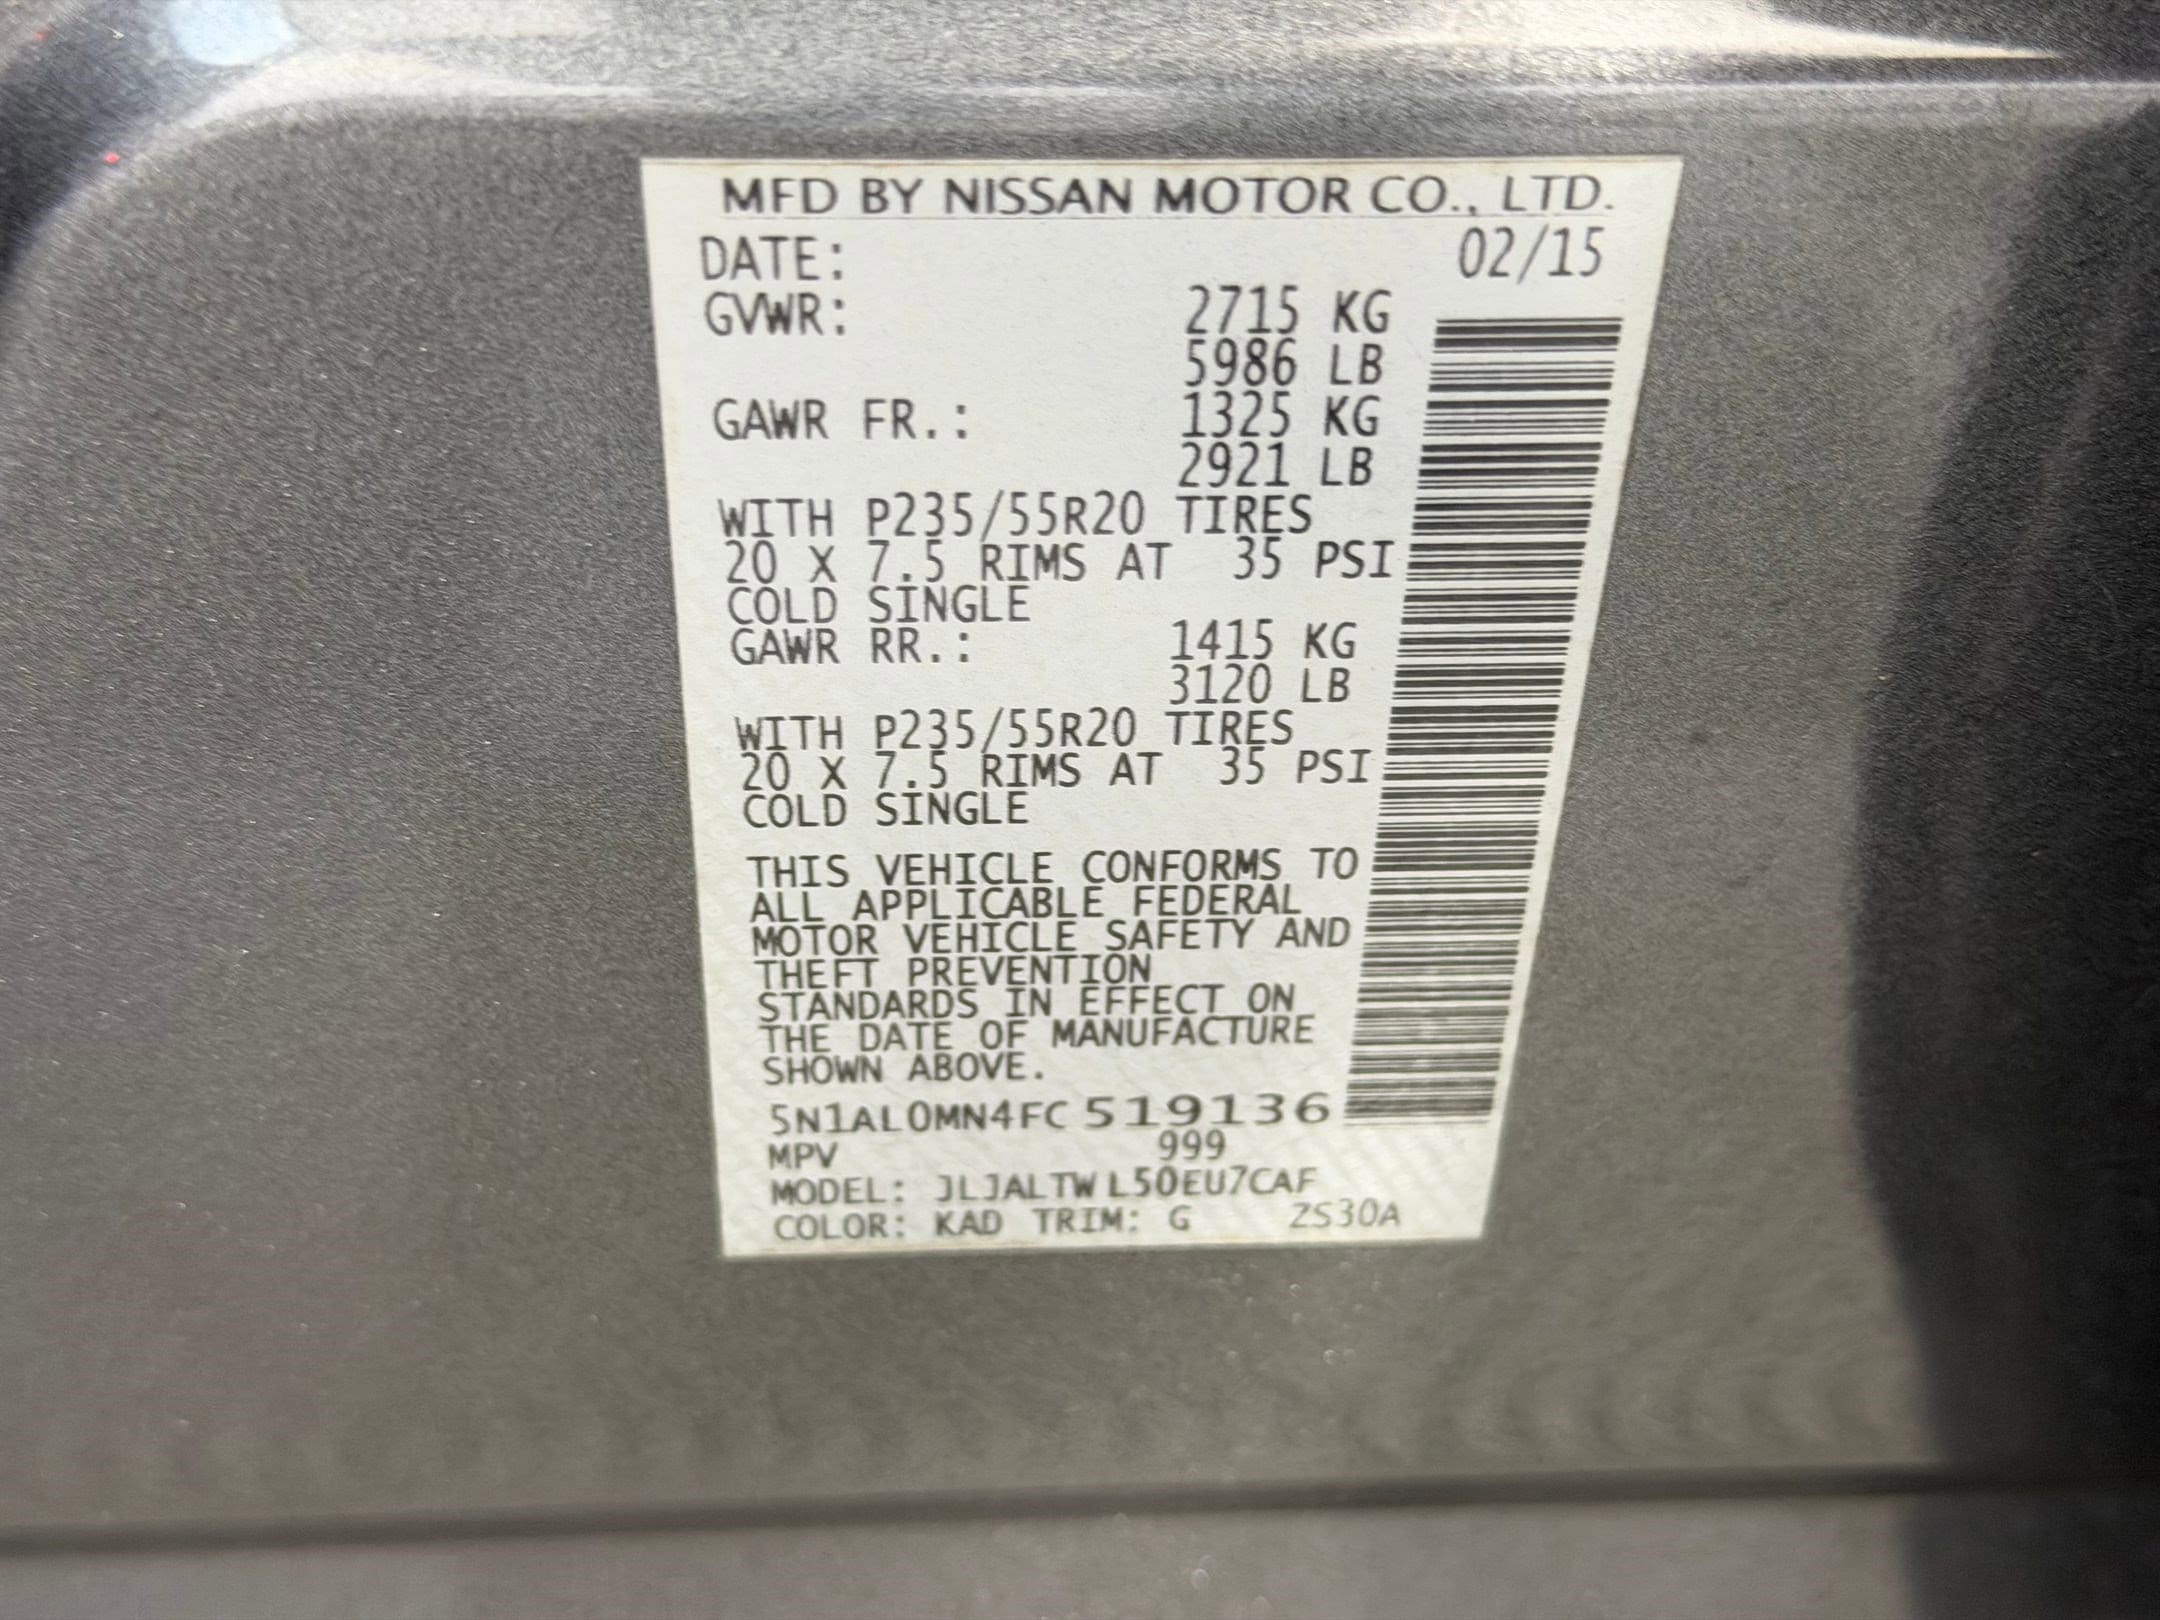 MFD BY NISSAN MOTOR CO., LTD.
DATE: 02/15
GVWR: 2715 KG
5986 LB
GAWR FR.: 1325 KG
2921 LB
WITH P235/55R20 TIRES
20 X 7.5 RIMS AT 35 PSI
COLD SINGLE
GAWR RR.: 1415 KG
3120 LB
WITH P235/55R20 TIRES
20 X 7.5 RIMS AT 35 PSI
COLD SINGLE
THIS VEHICLE CONFORMS TO
ALL APPLICABLE FEDERAL
MOTOR VEHICLE SAFETY AND
THEFT PREVENTION
STANDARDS IN EFFECT ON
THE DATE OF MANUFACTURE
SHOWN ABOVE.
5N1AL0MN4FC519136
MPV 999
MODEL: JLJALTWL50EU7CAF
COLOR: KAD TRIM: G ZS30A